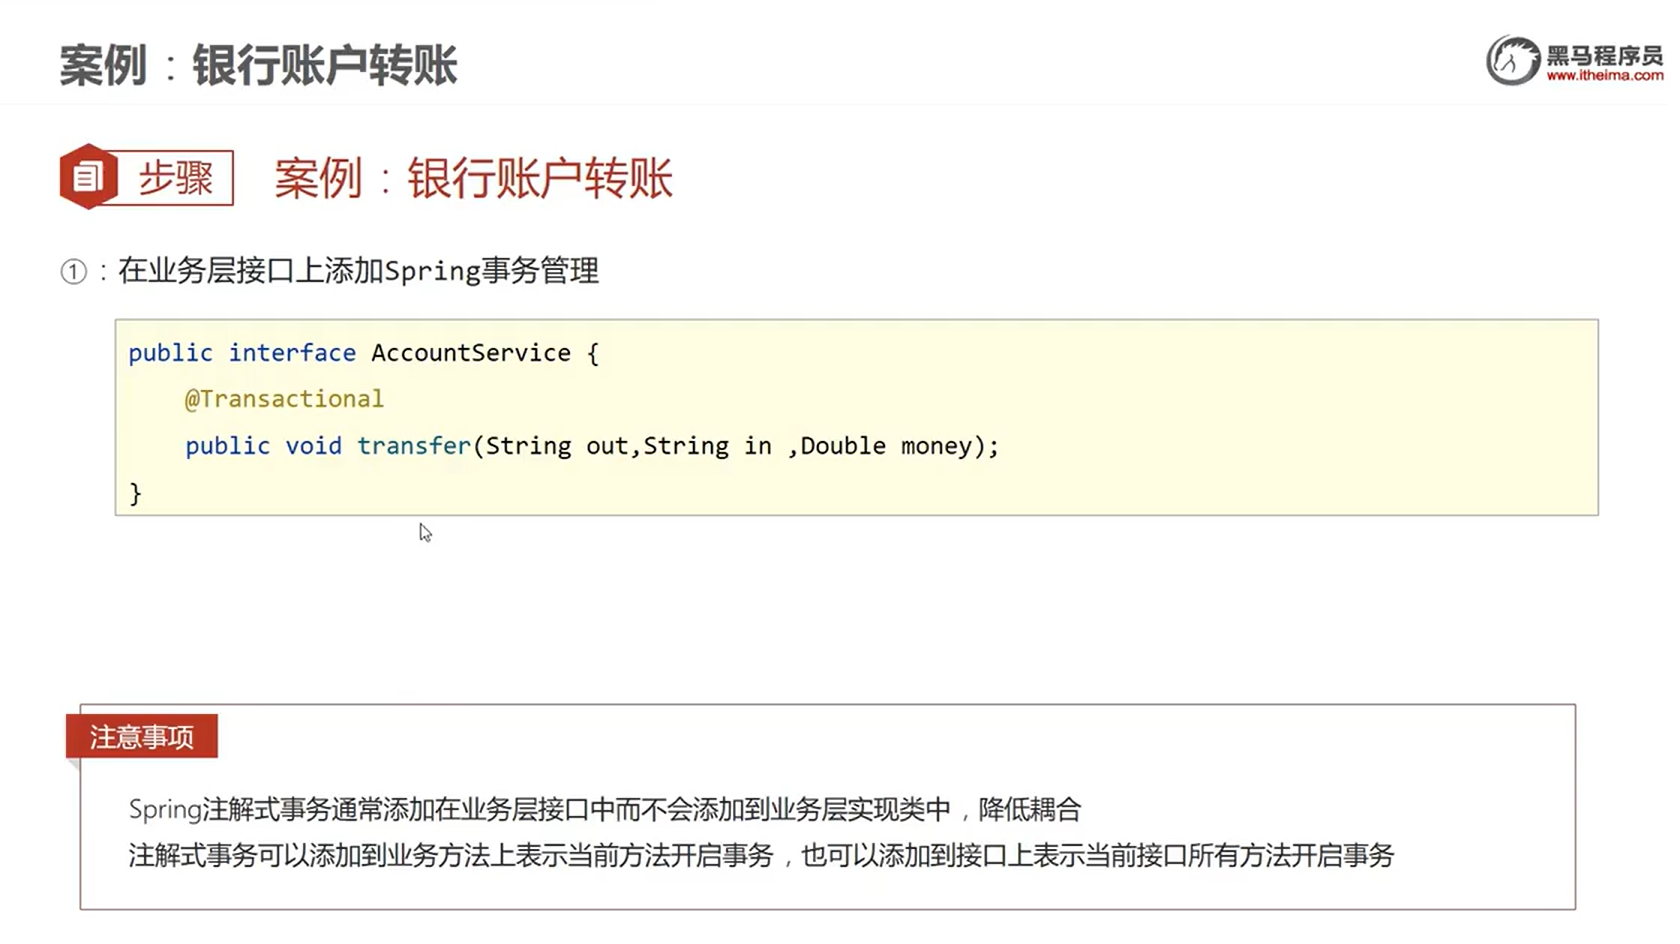 案例：银行账户转账
黑马程序员
www.itheima.com
步骤
案例：银行账户转账
①：在业务层接口上添加Spring事务管理
public interface AccountService {
    @Transactional
    public void transfer(String out,String in ,Double money);
}
注意事项
Spring注解式事务通常添加在业务层接口中而不会添加到业务层实现类中，降低耦合
注解式事务可以添加到业务方法上表示当前方法开启事务，也可以添加到接口上表示当前接口所有方法开启事务